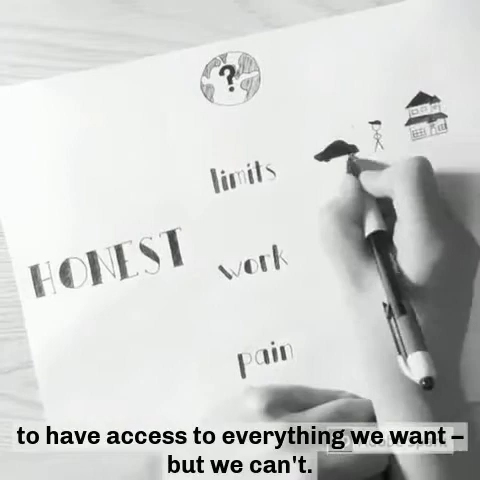 ?
limits
HONEST
work
pain
to have access to everything we want –
but we can't.